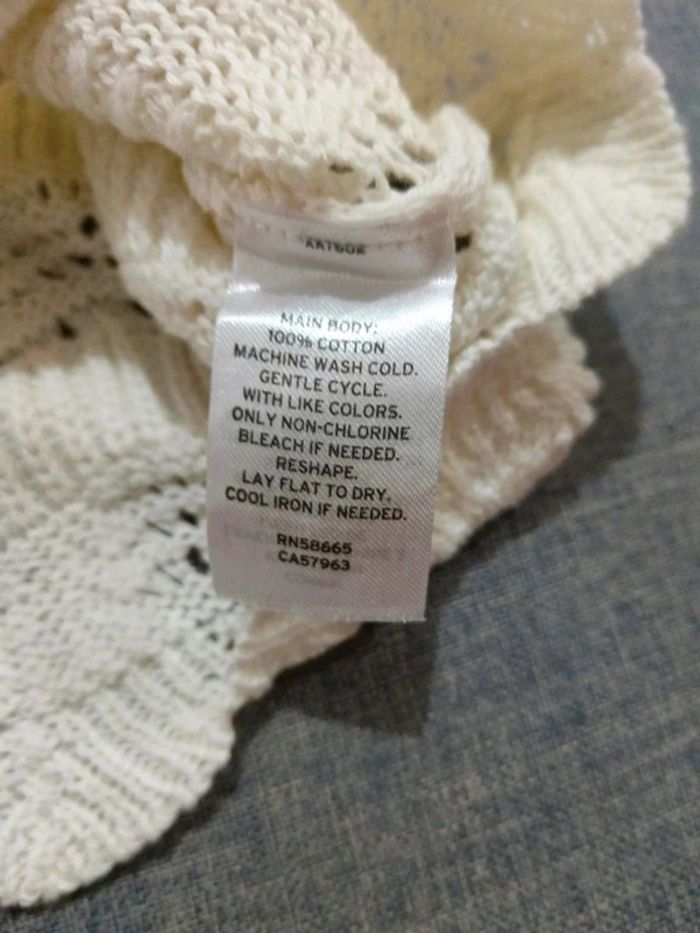 MAIN BODY:
100% COTTON
MACHINE WASH COLD.
GENTLE CYCLE.
WITH LIKE COLORS.
ONLY NON-CHLORINE
BLEACH IF NEEDED.
RESHAPE.
LAY FLAT TO DRY.
COOL IRON IF NEEDED.
RN58665
CA57963